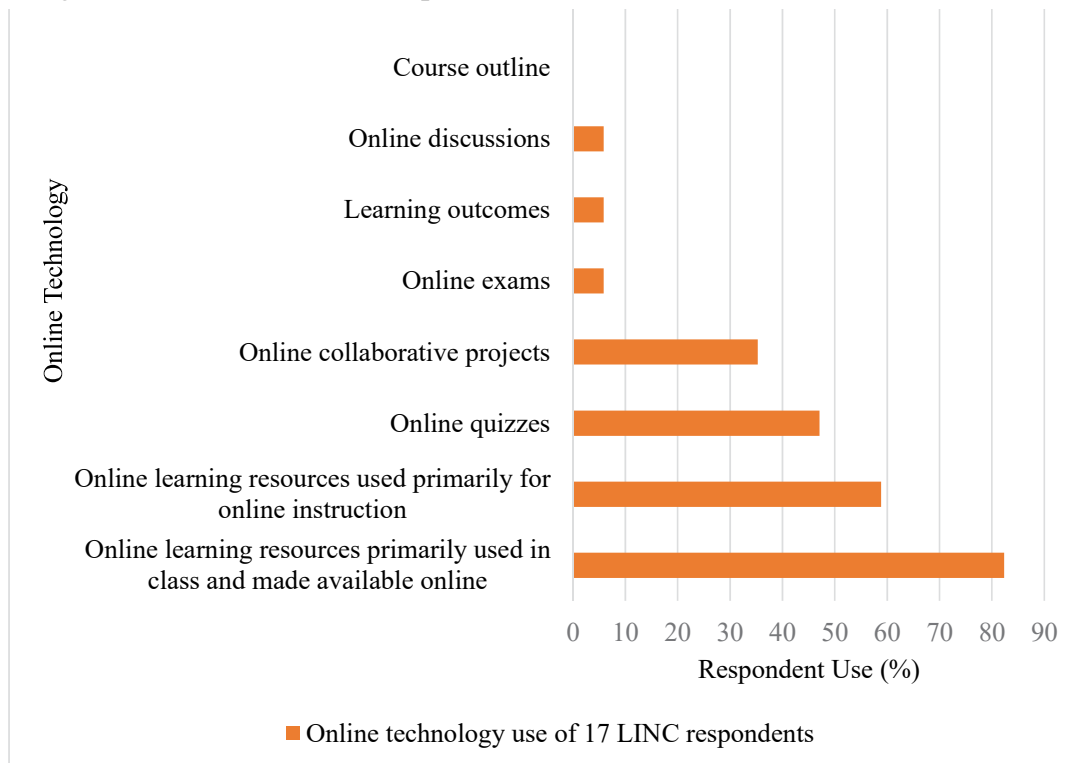 Course outline
Online discussions
Learning outcomes
Online exams
Online collaborative projects
Online quizzes
Online learning resources used primarily for
online instruction
Online learning resources primarily used in
class and made available online
Online Technology
0 10 20 30 40 50 60 70 80 90
Respondent Use (%)
Online technology use of 17 LINC respondents